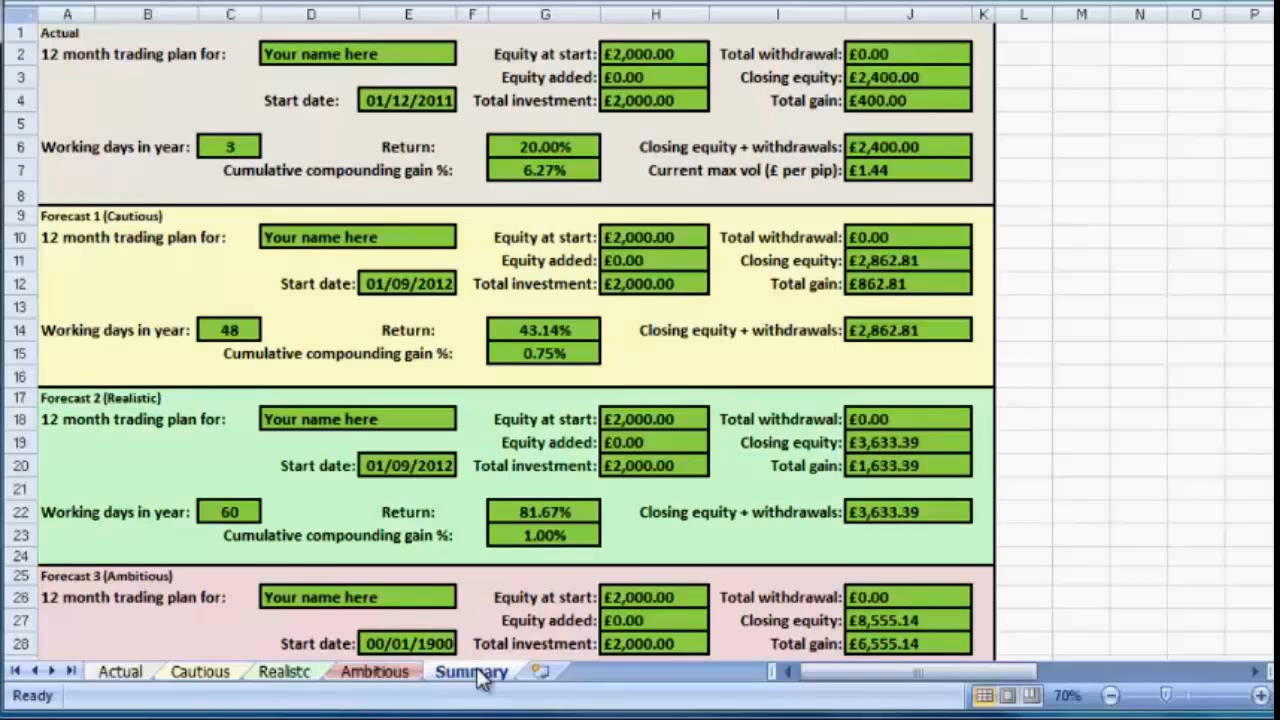 A B C D E F G H I J K L M N O P
1 Actual
2 12 month trading plan for: Your name here Equity at start: £2,000.00 Total withdrawal: £0.00
3 Equity added: £0.00 Closing equity: £2,400.00
4 Start date: 01/12/2011 Total investment: £2,000.00 Total gain: £400.00
5
6 Working days in year: 3 Return: 20.00% Closing equity + withdrawals: £2,400.00
7 Cumulative compounding gain %: 6.27% Current max vol (£ per pip): £1.44
8
9 Forecast 1 (Cautious)
10 12 month trading plan for: Your name here Equity at start: £2,000.00 Total withdrawal: £0.00
11 Equity added: £0.00 Closing equity: £2,862.81
12 Start date: 01/09/2012 Total investment: £2,000.00 Total gain: £862.81
13
14 Working days in year: 48 Return: 43.14% Closing equity + withdrawals: £2,862.81
15 Cumulative compounding gain %: 0.75%
16
17 Forecast 2 (Realistic)
18 12 month trading plan for: Your name here Equity at start: £2,000.00 Total withdrawal: £0.00
19 Equity added: £0.00 Closing equity: £3,633.39
20 Start date: 01/09/2012 Total investment: £2,000.00 Total gain: £1,633.39
21
22 Working days in year: 60 Return: 81.67% Closing equity + withdrawals: £3,633.39
23 Cumulative compounding gain %: 1.00%
24
25 Forecast 3 (Ambitious)
26 12 month trading plan for: Your name here Equity at start: £2,000.00 Total withdrawal: £0.00
27 Equity added: £0.00 Closing equity: £8,555.14
28 Start date: 00/01/1900 Total investment: £2,000.00 Total gain: £6,555.14
Actual Cautious Realistc Ambitious Summary
Ready 70%